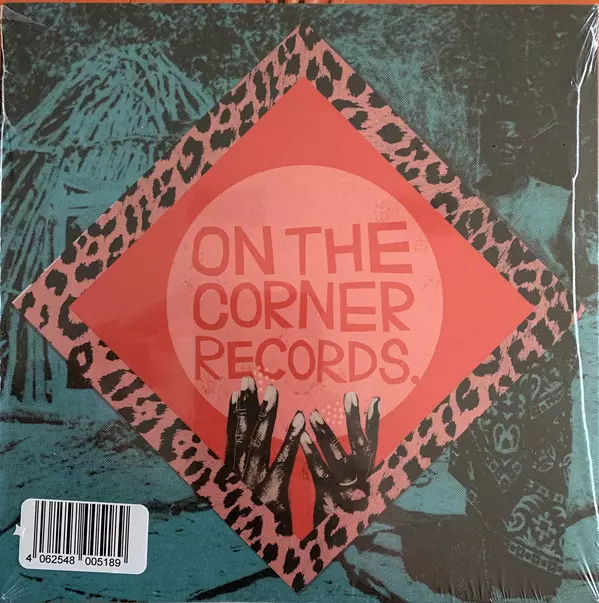 ON THE
CORNER
RECORDS.
4 062548 005189